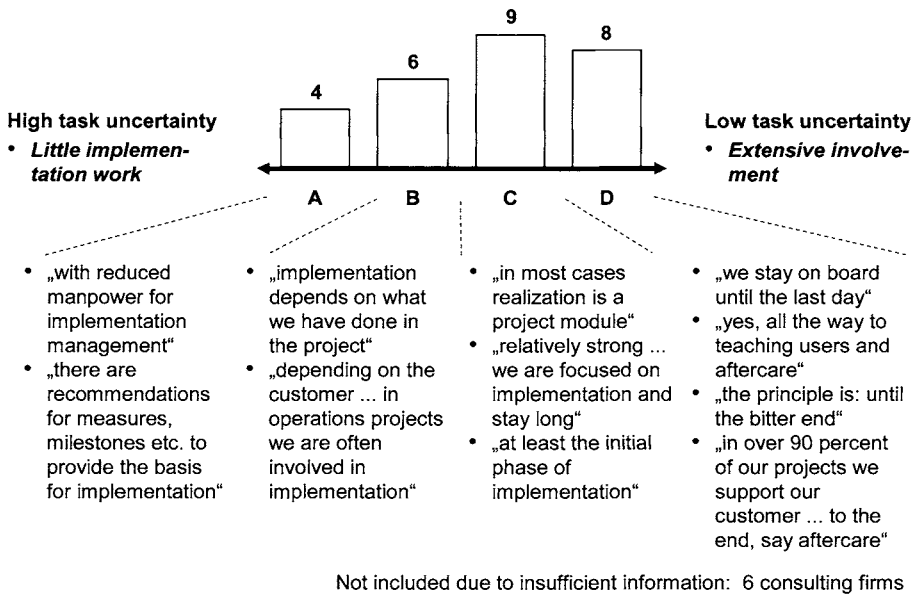 9
8
6
4
High task uncertainty
• Little implemen-
tation work
Low task uncertainty
• Extensive involve-
ment
A
B
C
D
• „with reduced
manpower for
implementation
management“
• „there are
recommendations
for measures,
milestones etc. to
provide the basis
for implementation“
• „implementation
depends on what
we have done in
the project“
• „depending on the
customer ... in
operations projects
we are often
involved in
implementation“
• „in most cases
realization is a
project module“
• „relatively strong ...
we are focused on
implementation and
stay long“
• „at least the initial
phase of
implementation“
• „we stay on board
until the last day“
• „yes, all the way to
teaching users and
aftercare“
• „the principle is: until
the bitter end“
• „in over 90 percent
of our projects we
support our
customer ... to the
end, say aftercare“
Not included due to insufficient information: 6 consulting firms